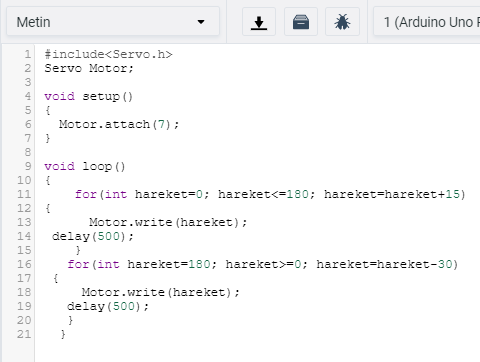 Metin
1 (Arduino Uno
1 #include<Servo.h>
2 Servo Motor;
3
4 void setup()
5 {
6   Motor.attach(7);
7 }
8
9 void loop()
10 {
11     for(int hareket=0; hareket<=180; hareket=hareket+15)
12 {
13       Motor.write(hareket);
14  delay(500);
15     }
16    for(int hareket=180; hareket>=0; hareket=hareket-30)
17  {
18      Motor.write(hareket);
19    delay(500);
20    }
21   }